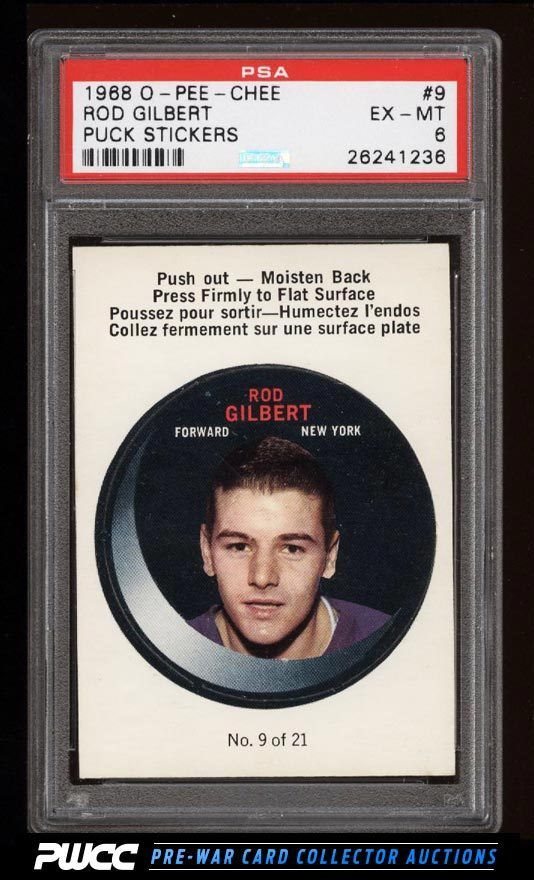 PSA
1968 O-PEE-CHEE #9
ROD GILBERT EX-MT
PUCK STICKERS 6
26241236
Push out — Moisten Back
Press Firmly to Flat Surface
Poussez pour sortir—Humectez l'endos
Collez fermement sur une surface plate
ROD
GILBERT
FORWARD NEW YORK
No. 9 of 21
PWCC PRE-WAR CARD COLLECTOR AUCTIONS